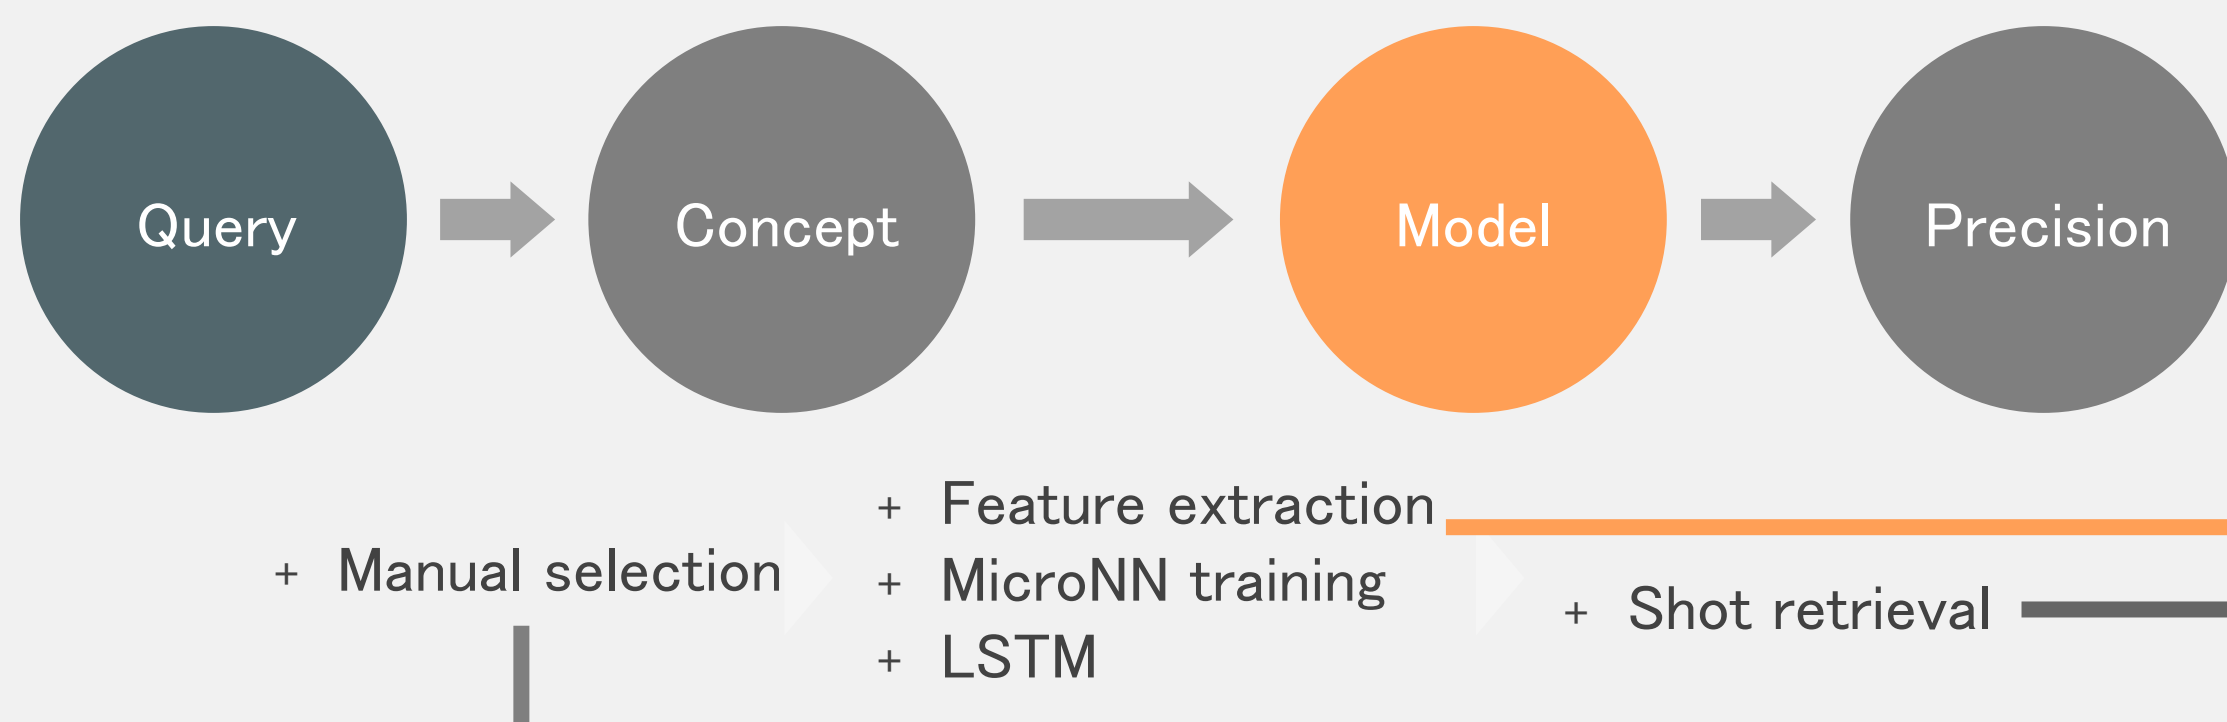 Query
Concept
Model
Precision
+ Manual selection
+ Feature extraction
+ MicroNN training
+ LSTM
+ Shot retrieval